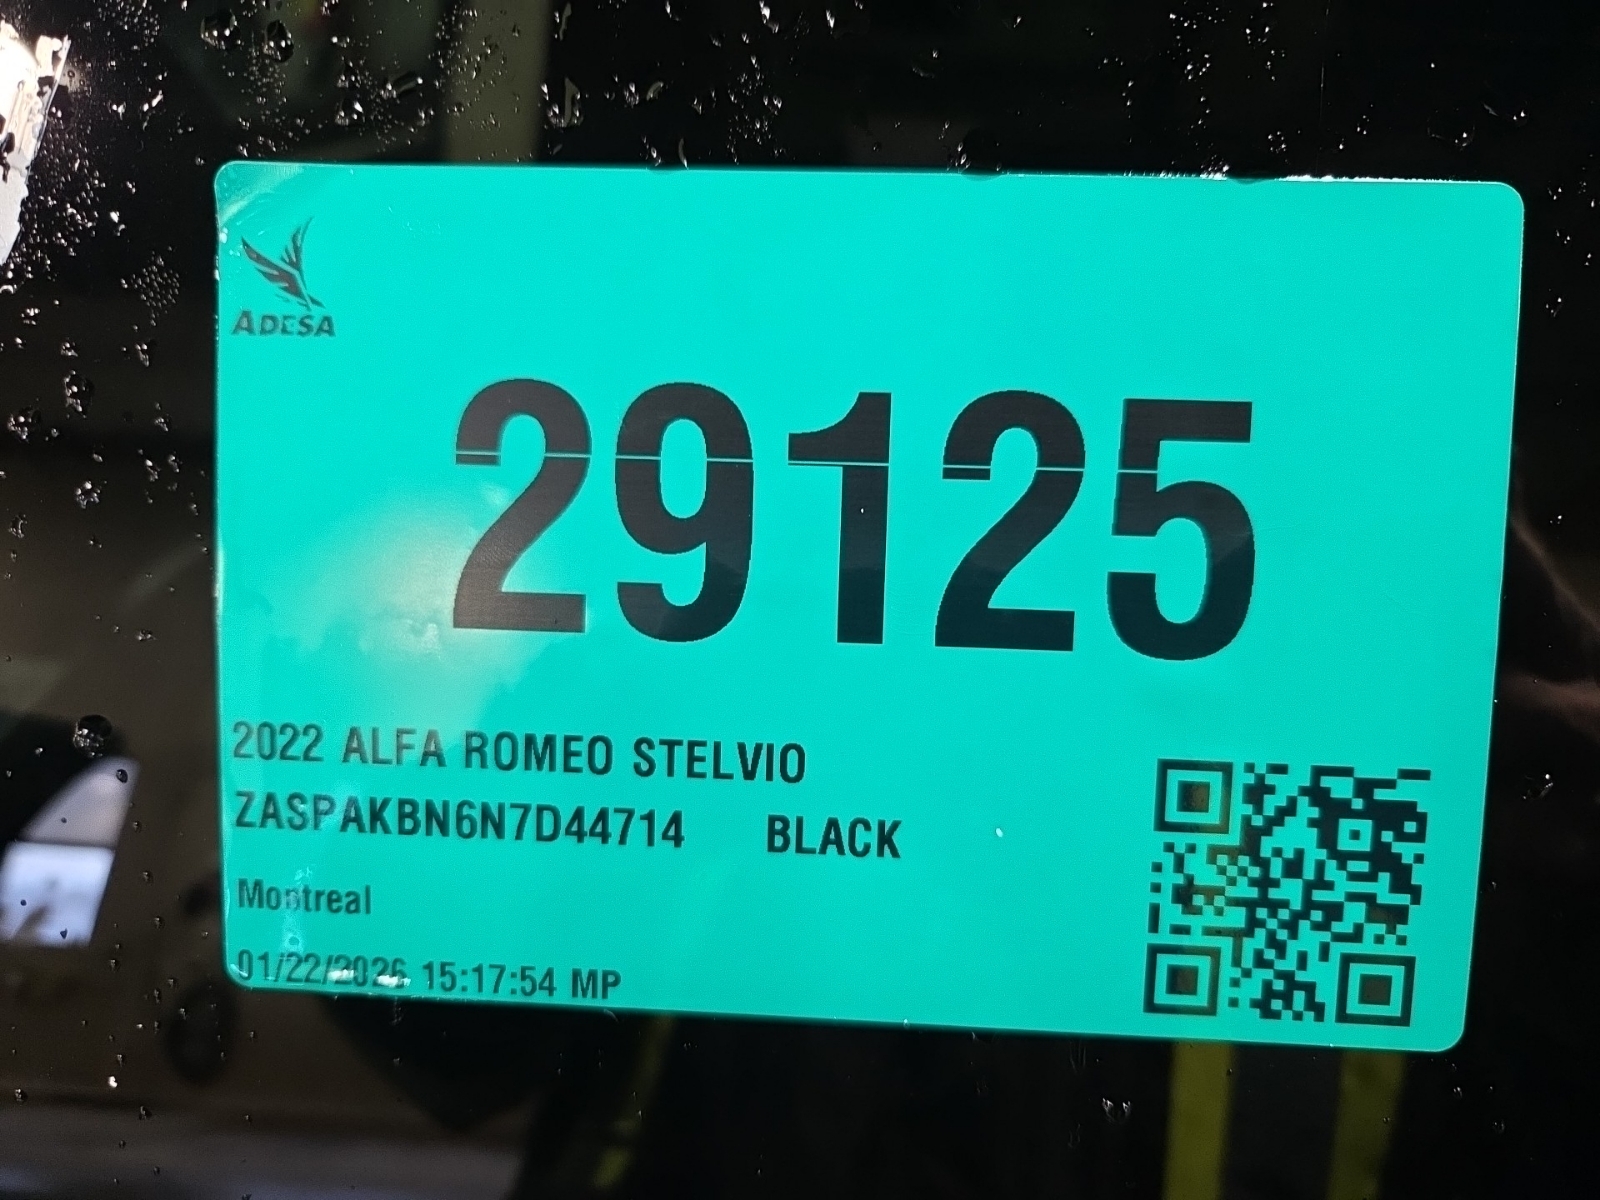 ADESA
29125
2022 ALFA ROMEO STELVIO
ZASPAKBN6N7D44714 BLACK
Montreal
01/22/2026 15:17:54 MP